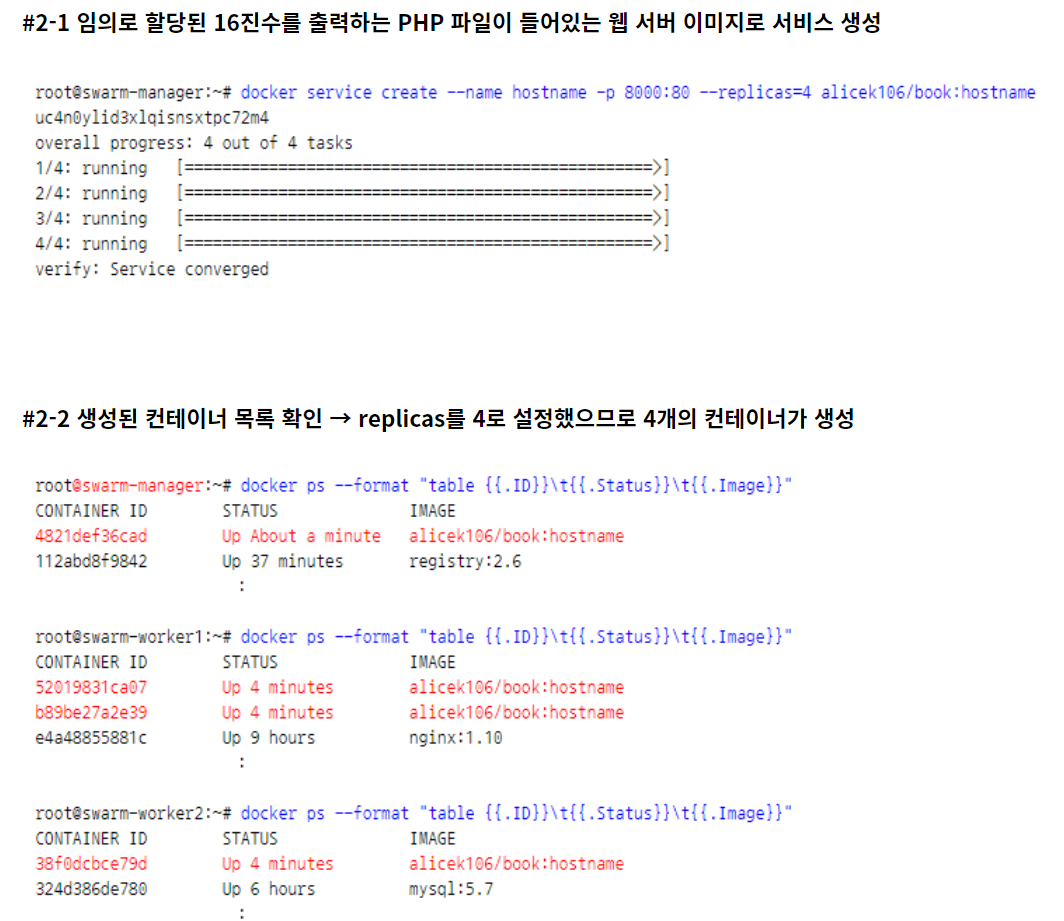 #2-1 임의로 할당된 16진수를 출력하는 PHP 파일이 들어있는 웹 서버 이미지로 서비스 생성
root@swarm-manager:~# docker service create --name hostname -p 8000:80 --replicas=4 alicek106/book:hostname
uc4n0ylid3xlqisnsxtpc72m4
overall progress: 4 out of 4 tasks
1/4: running [==================================================>]
2/4: running [==================================================>]
3/4: running [==================================================>]
4/4: running [==================================================>]
verify: Service converged
#2-2 생성된 컨테이너 목록 확인 → replicas를 4로 설정했으므로 4개의 컨테이너가 생성
root@swarm-manager:~# docker ps --format "table {{.ID}}\t{{.Status}}\t{{.Image}}"
CONTAINER ID STATUS IMAGE
4821def36cad Up About a minute alicek106/book:hostname
112abd8f9842 Up 37 minutes registry:2.6
:
root@swarm-worker1:~# docker ps --format "table {{.ID}}\t{{.Status}}\t{{.Image}}"
CONTAINER ID STATUS IMAGE
52019831ca07 Up 4 minutes alicek106/book:hostname
b89be27a2e39 Up 4 minutes alicek106/book:hostname
e4a48855881c Up 9 hours nginx:1.10
:
root@swarm-worker2:~# docker ps --format "table {{.ID}}\t{{.Status}}\t{{.Image}}"
CONTAINER ID STATUS IMAGE
38f0dcbce79d Up 4 minutes alicek106/book:hostname
324d386de780 Up 6 hours mysql:5.7
: